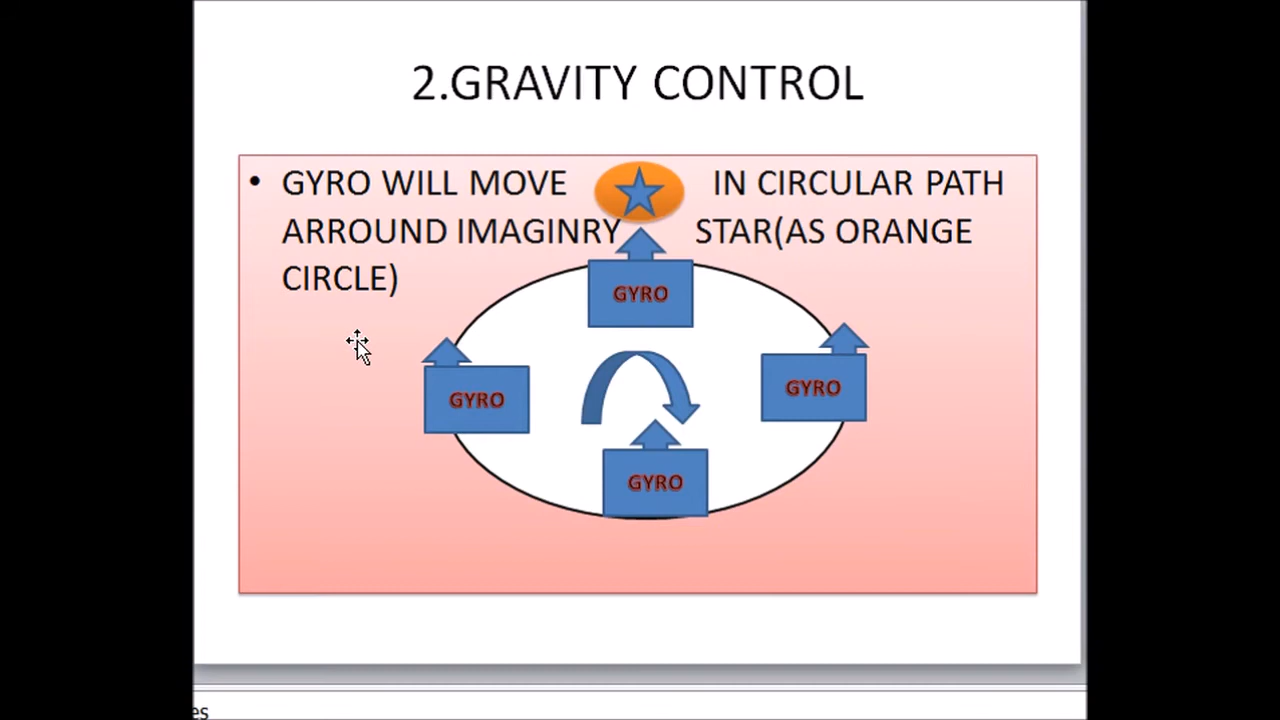 2.GRAVITY CONTROL
• GYRO WILL MOVE IN CIRCULAR PATH
ARROUND IMAGINRY STAR(AS ORANGE
CIRCLE)
GYRO
GYRO
GYRO
GYRO
es